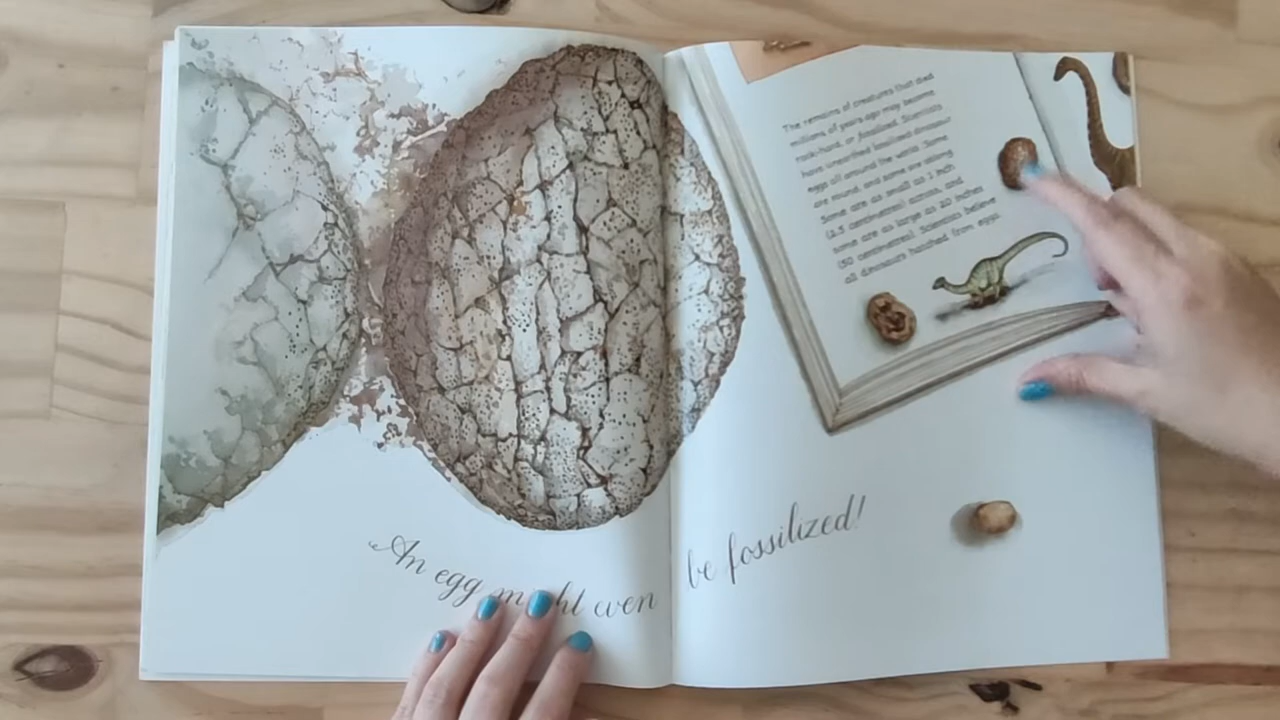 An egg might even be fossilized!
The remains of creatures that died
millions of years ago may become
rock-hard, or fossilized. Scientists
have unearthed fossilized dinosaur
eggs all around the world. Some
are round, and some are oblong.
Some are as small as 1 inch
(2.5 centimetres) across, and
some are as large as 20 inches
(50 centimetres). Scientists believe
all dinosaurs hatched from eggs.